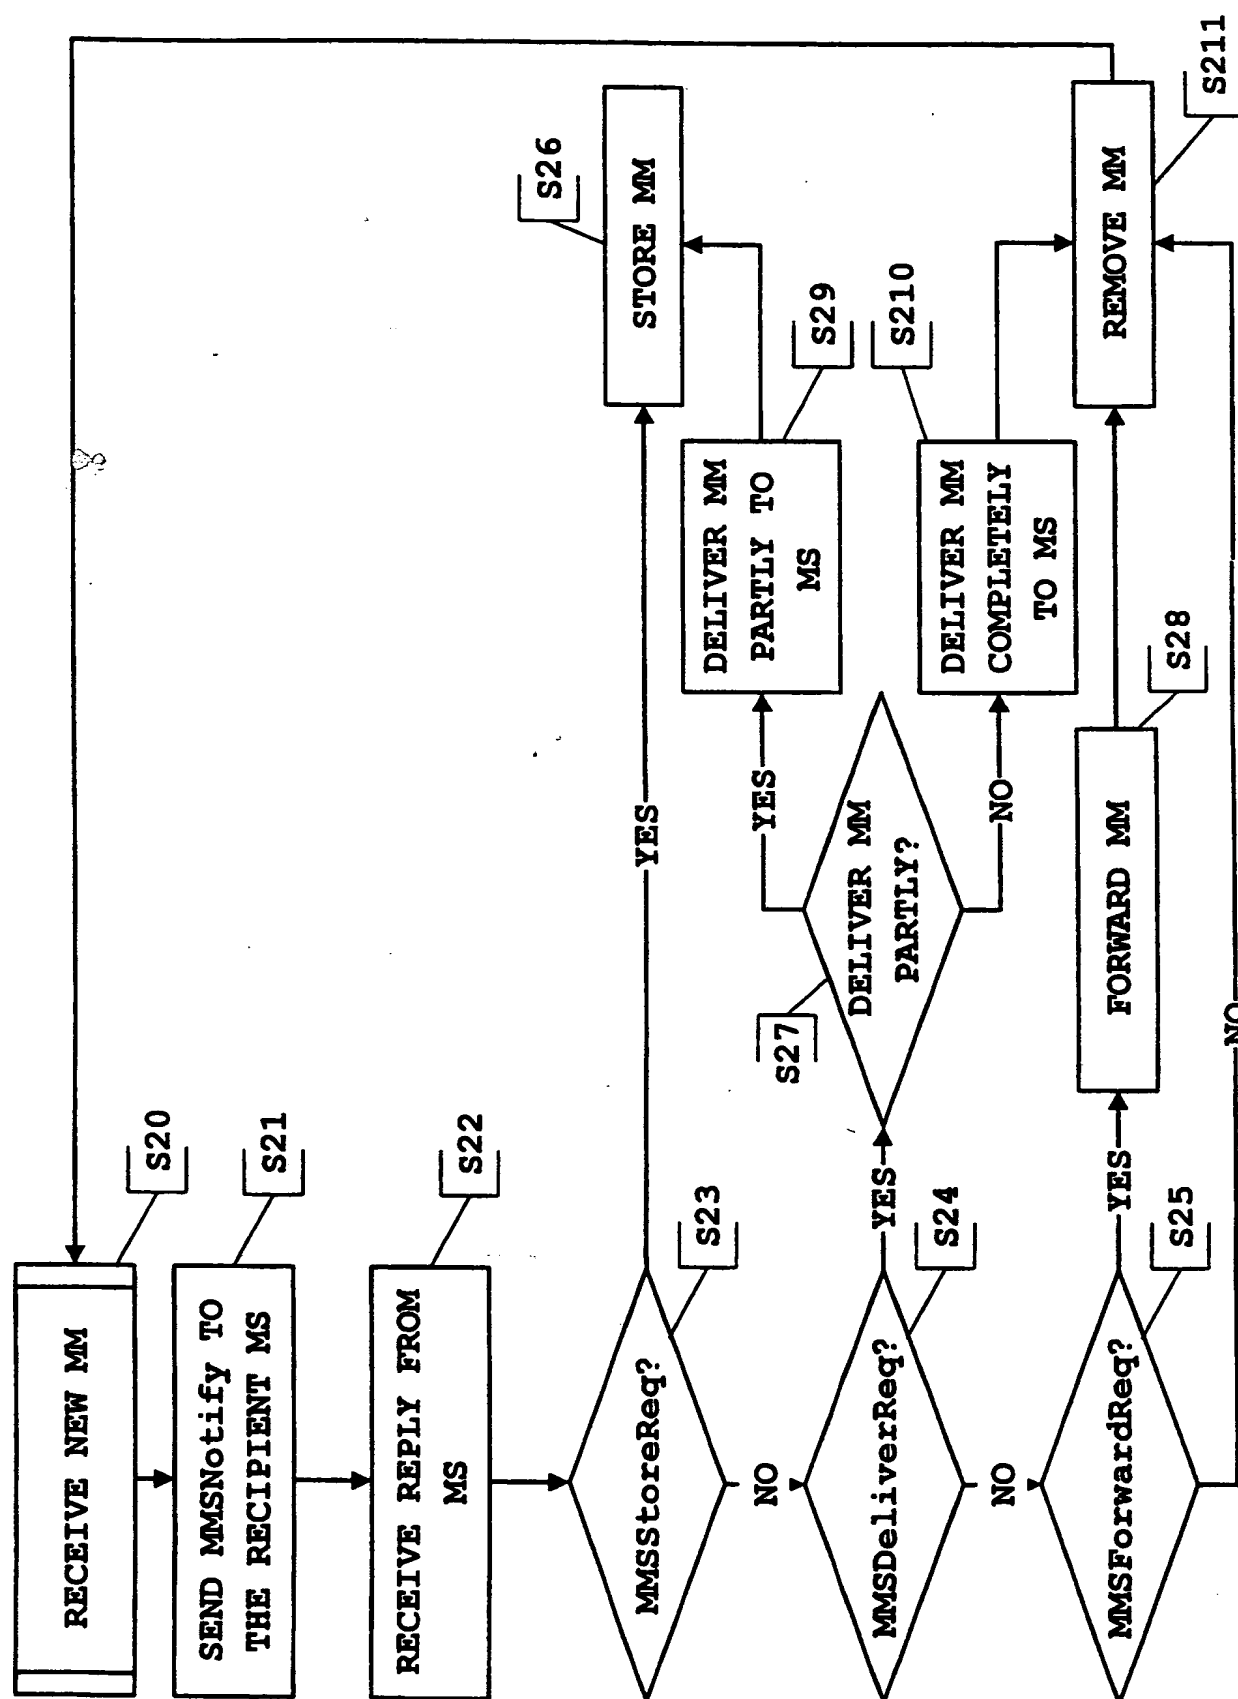 RECEIVE NEW MM
S20
SEND MMSNotify TO
THE RECIPIENT MS
S21
RECEIVE REPLY FROM
MS
S22
MMSStoreReq?
S23
YES
STORE MM
S26
NO
MMSDeliverReq?
S24
YES
DELIVER MM
PARTLY?
S27
YES
DELIVER MM
PARTLY TO
MS
S29
NO
DELIVER MM
COMPLETELY
TO MS
S210
NO
MMSForwardReq?
S25
YES
FORWARD MM
S28
REMOVE MM
S211
NO